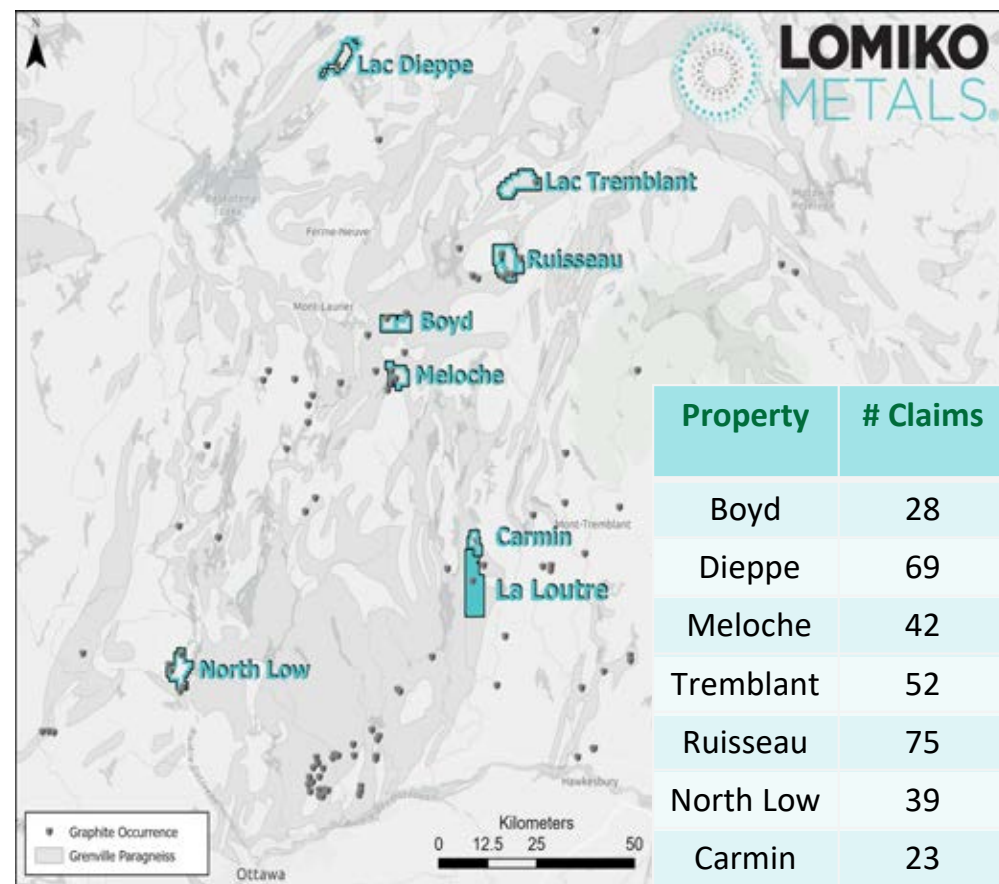 N
LOMIKO
METALS®
Lac Dieppe
Lac Tremblant
Ferme-Neuve
Ruisseau
Mont-Laurier
Boyd
Meloche
Property # Claims
Boyd 28
Dieppe 69
Meloche 42
Tremblant 52
Ruisseau 75
North Low 39
Carmin 23
Mont-Tremblant
Carmin
La Loutre
North Low
Hawkesbury
Graphite Occurrence
Grenville Paragneiss
Kilometers
0 12.5 25 50
Ottawa